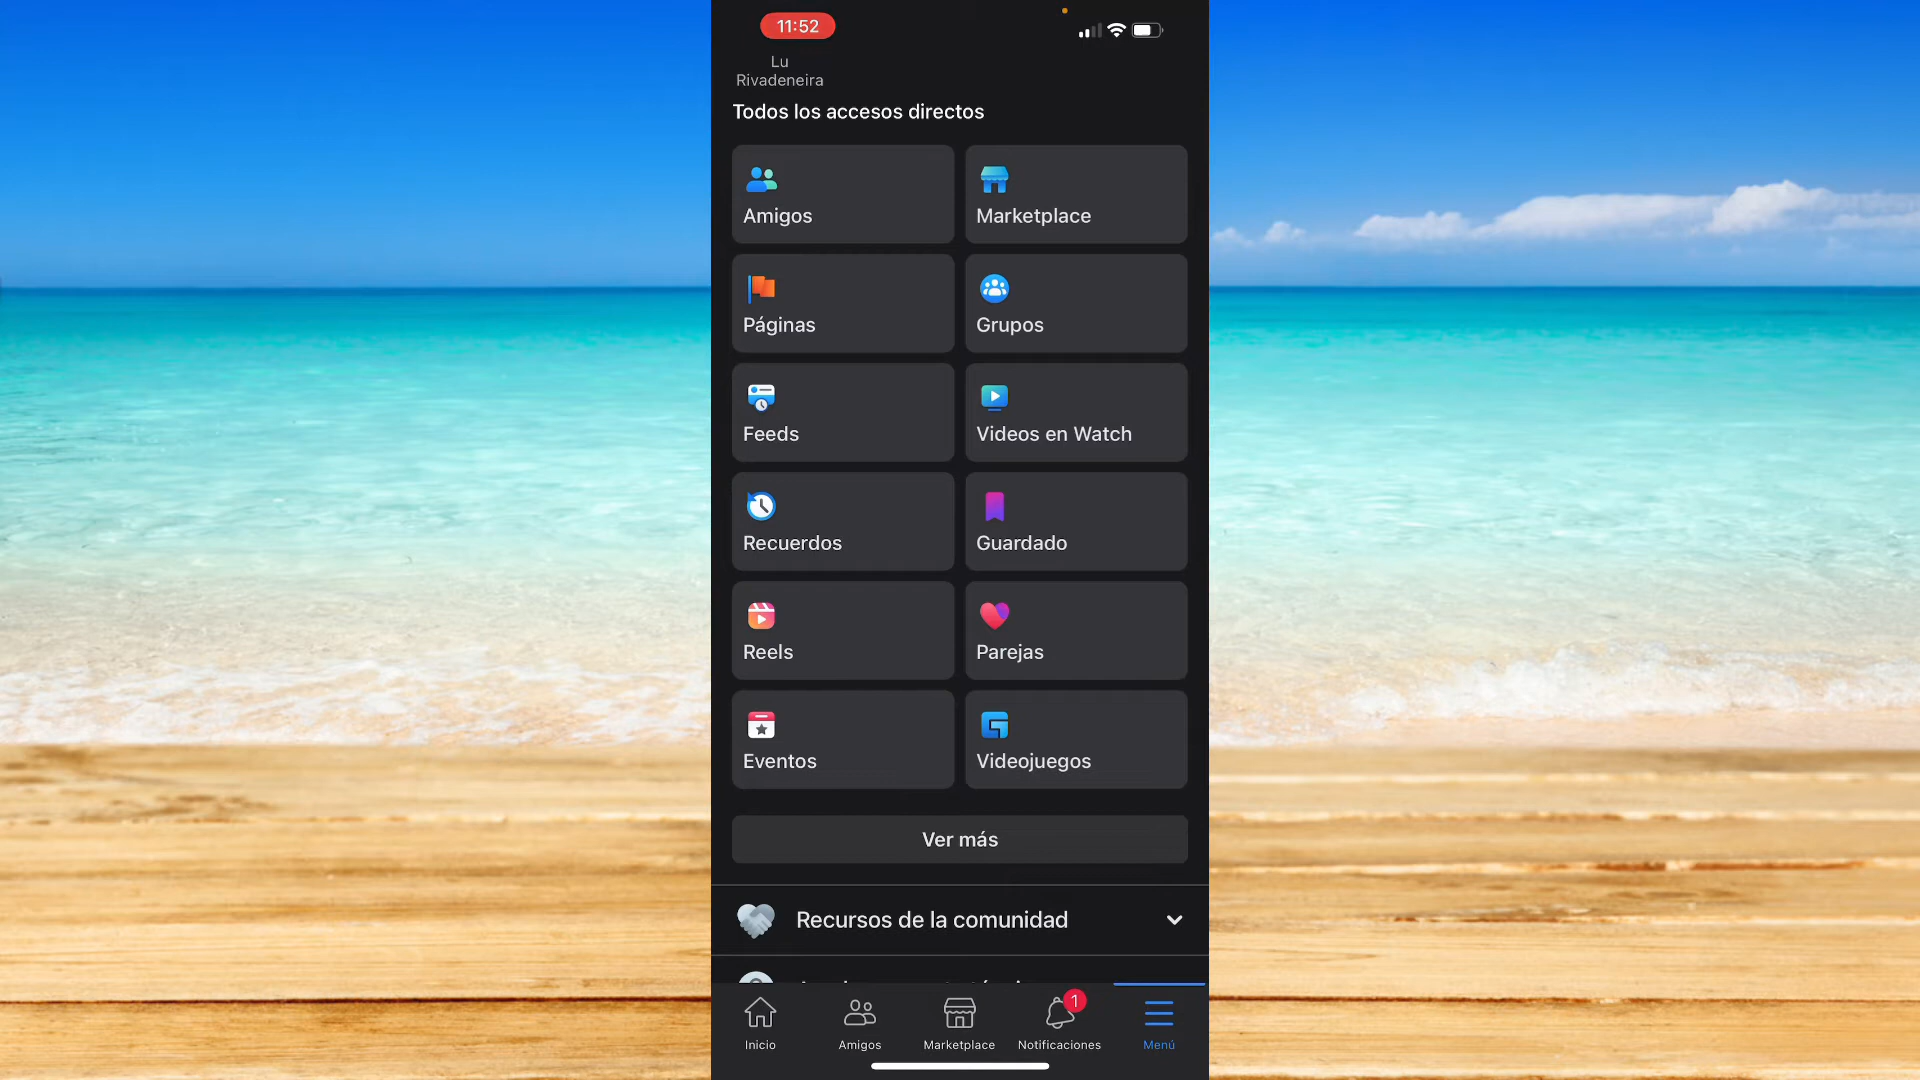 11:52
Lu
Rivadeneira
Todos los accesos directos
Amigos
Marketplace
Páginas
Grupos
Feeds
Videos en Watch
Recuerdos
Guardado
Reels
Parejas
Eventos
Videojuegos
Ver más
Recursos de la comunidad
1
Inicio
Amigos
Marketplace
Notificaciones
Menú